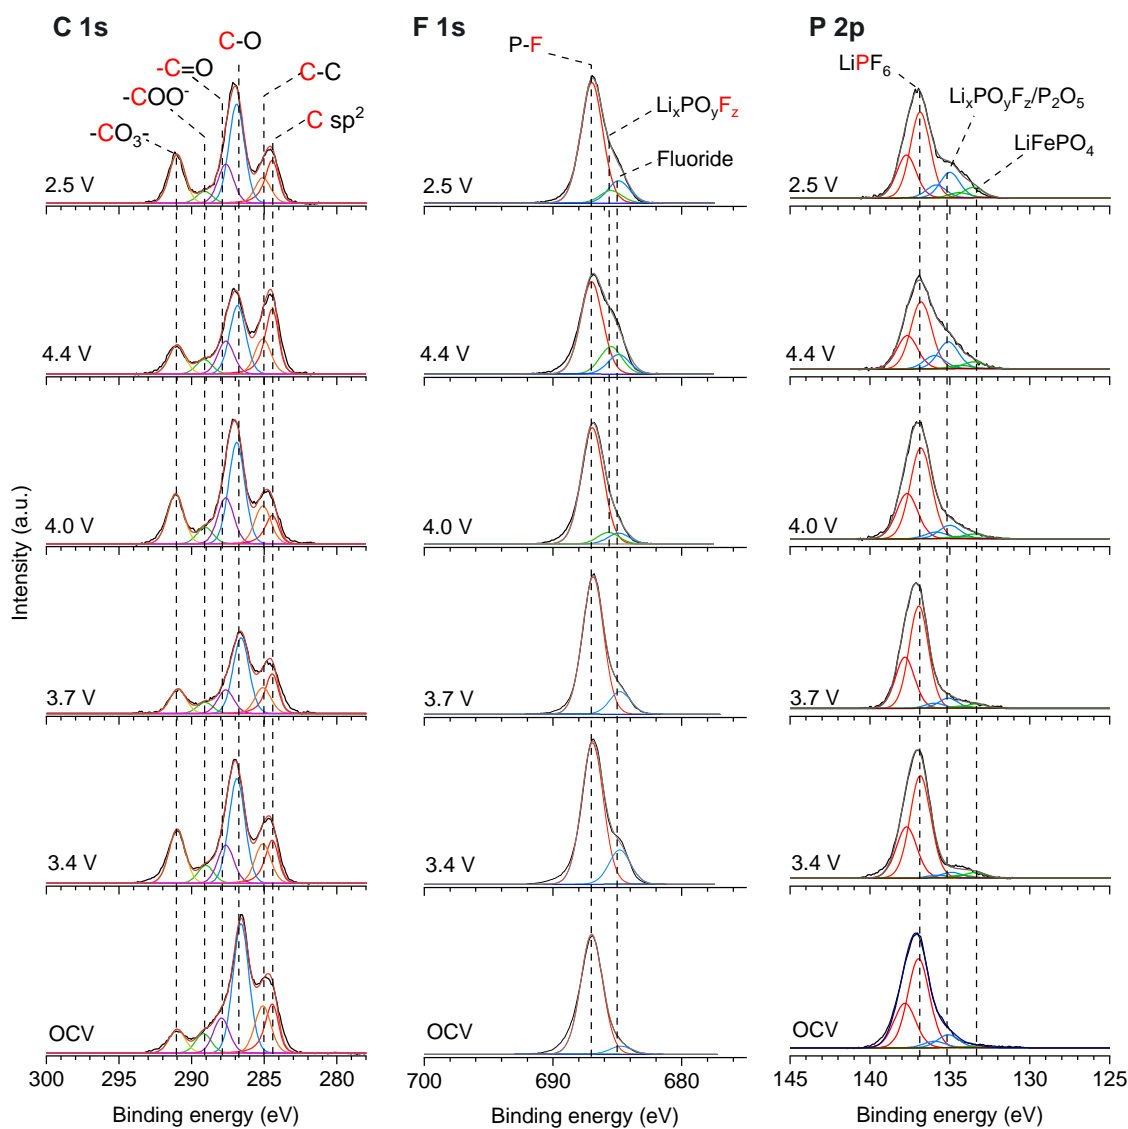 C 1s
F 1s
P 2p
C-O
-C=O
-COO⁻
-CO₃-
C-C
C sp²
P-F
LiₓPOᵧF_z
Fluoride
LiPF₆
LiₓPOᵧF_z/P₂O₅
LiFePO₄
2.5 V
2.5 V
2.5 V
4.4 V
4.4 V
4.4 V
4.0 V
4.0 V
4.0 V
3.7 V
3.7 V
3.7 V
3.4 V
3.4 V
3.4 V
OCV
OCV
OCV
Intensity (a.u.)
300 295 290 285 280
700 690 680
145 140 135 130 125
Binding energy (eV)
Binding energy (eV)
Binding energy (eV)